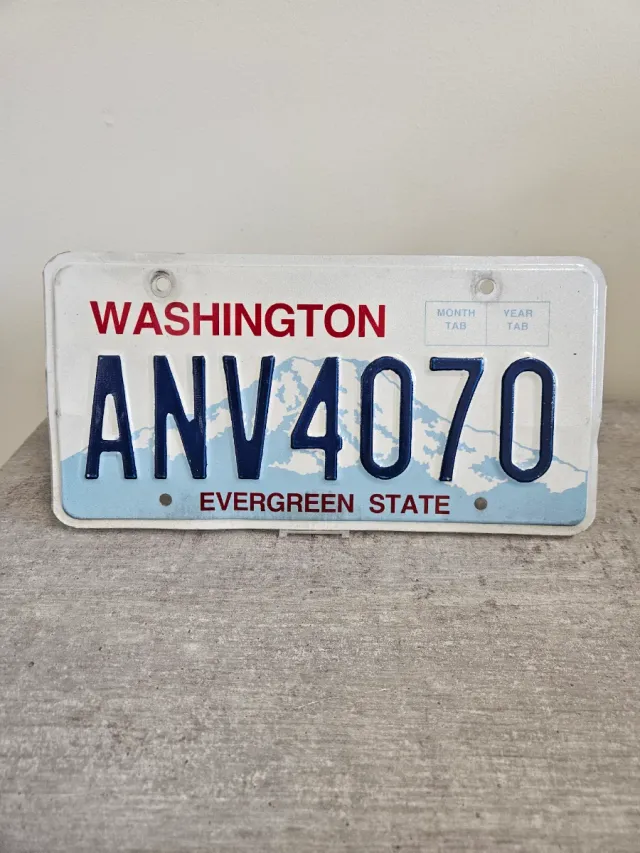 WASHINGTON
MONTH TAB
YEAR TAB
ANV4070
EVERGREEN STATE